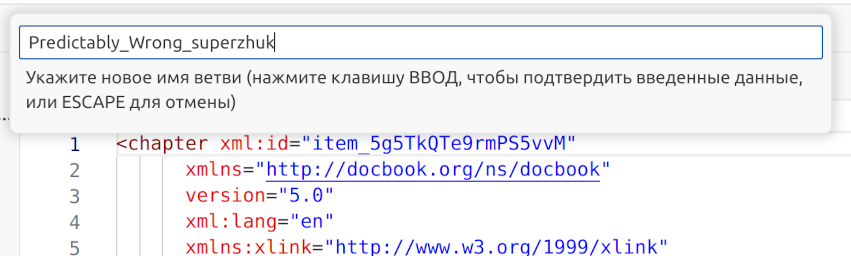 Predictably_Wrong_superzhuk
Укажите новое имя ветви (нажмите клавишу ВВОД, чтобы подтвердить введенные данные,
или ESCAPE для отмены)
...
1 <chapter xml:id="item_5g5TkQTe9rmPS5vvM"
2 xmlns="http://docbook.org/ns/docbook"
3 version="5.0"
4 xml:lang="en"
5 xmlns:xlink="http://www.w3.org/1999/xlink"